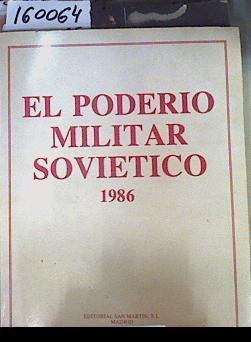 160064
EL PODERIO
MILITAR
SOVIETICO
1986
EDITORIAL SAN MARTIN, S.L.
MADRID